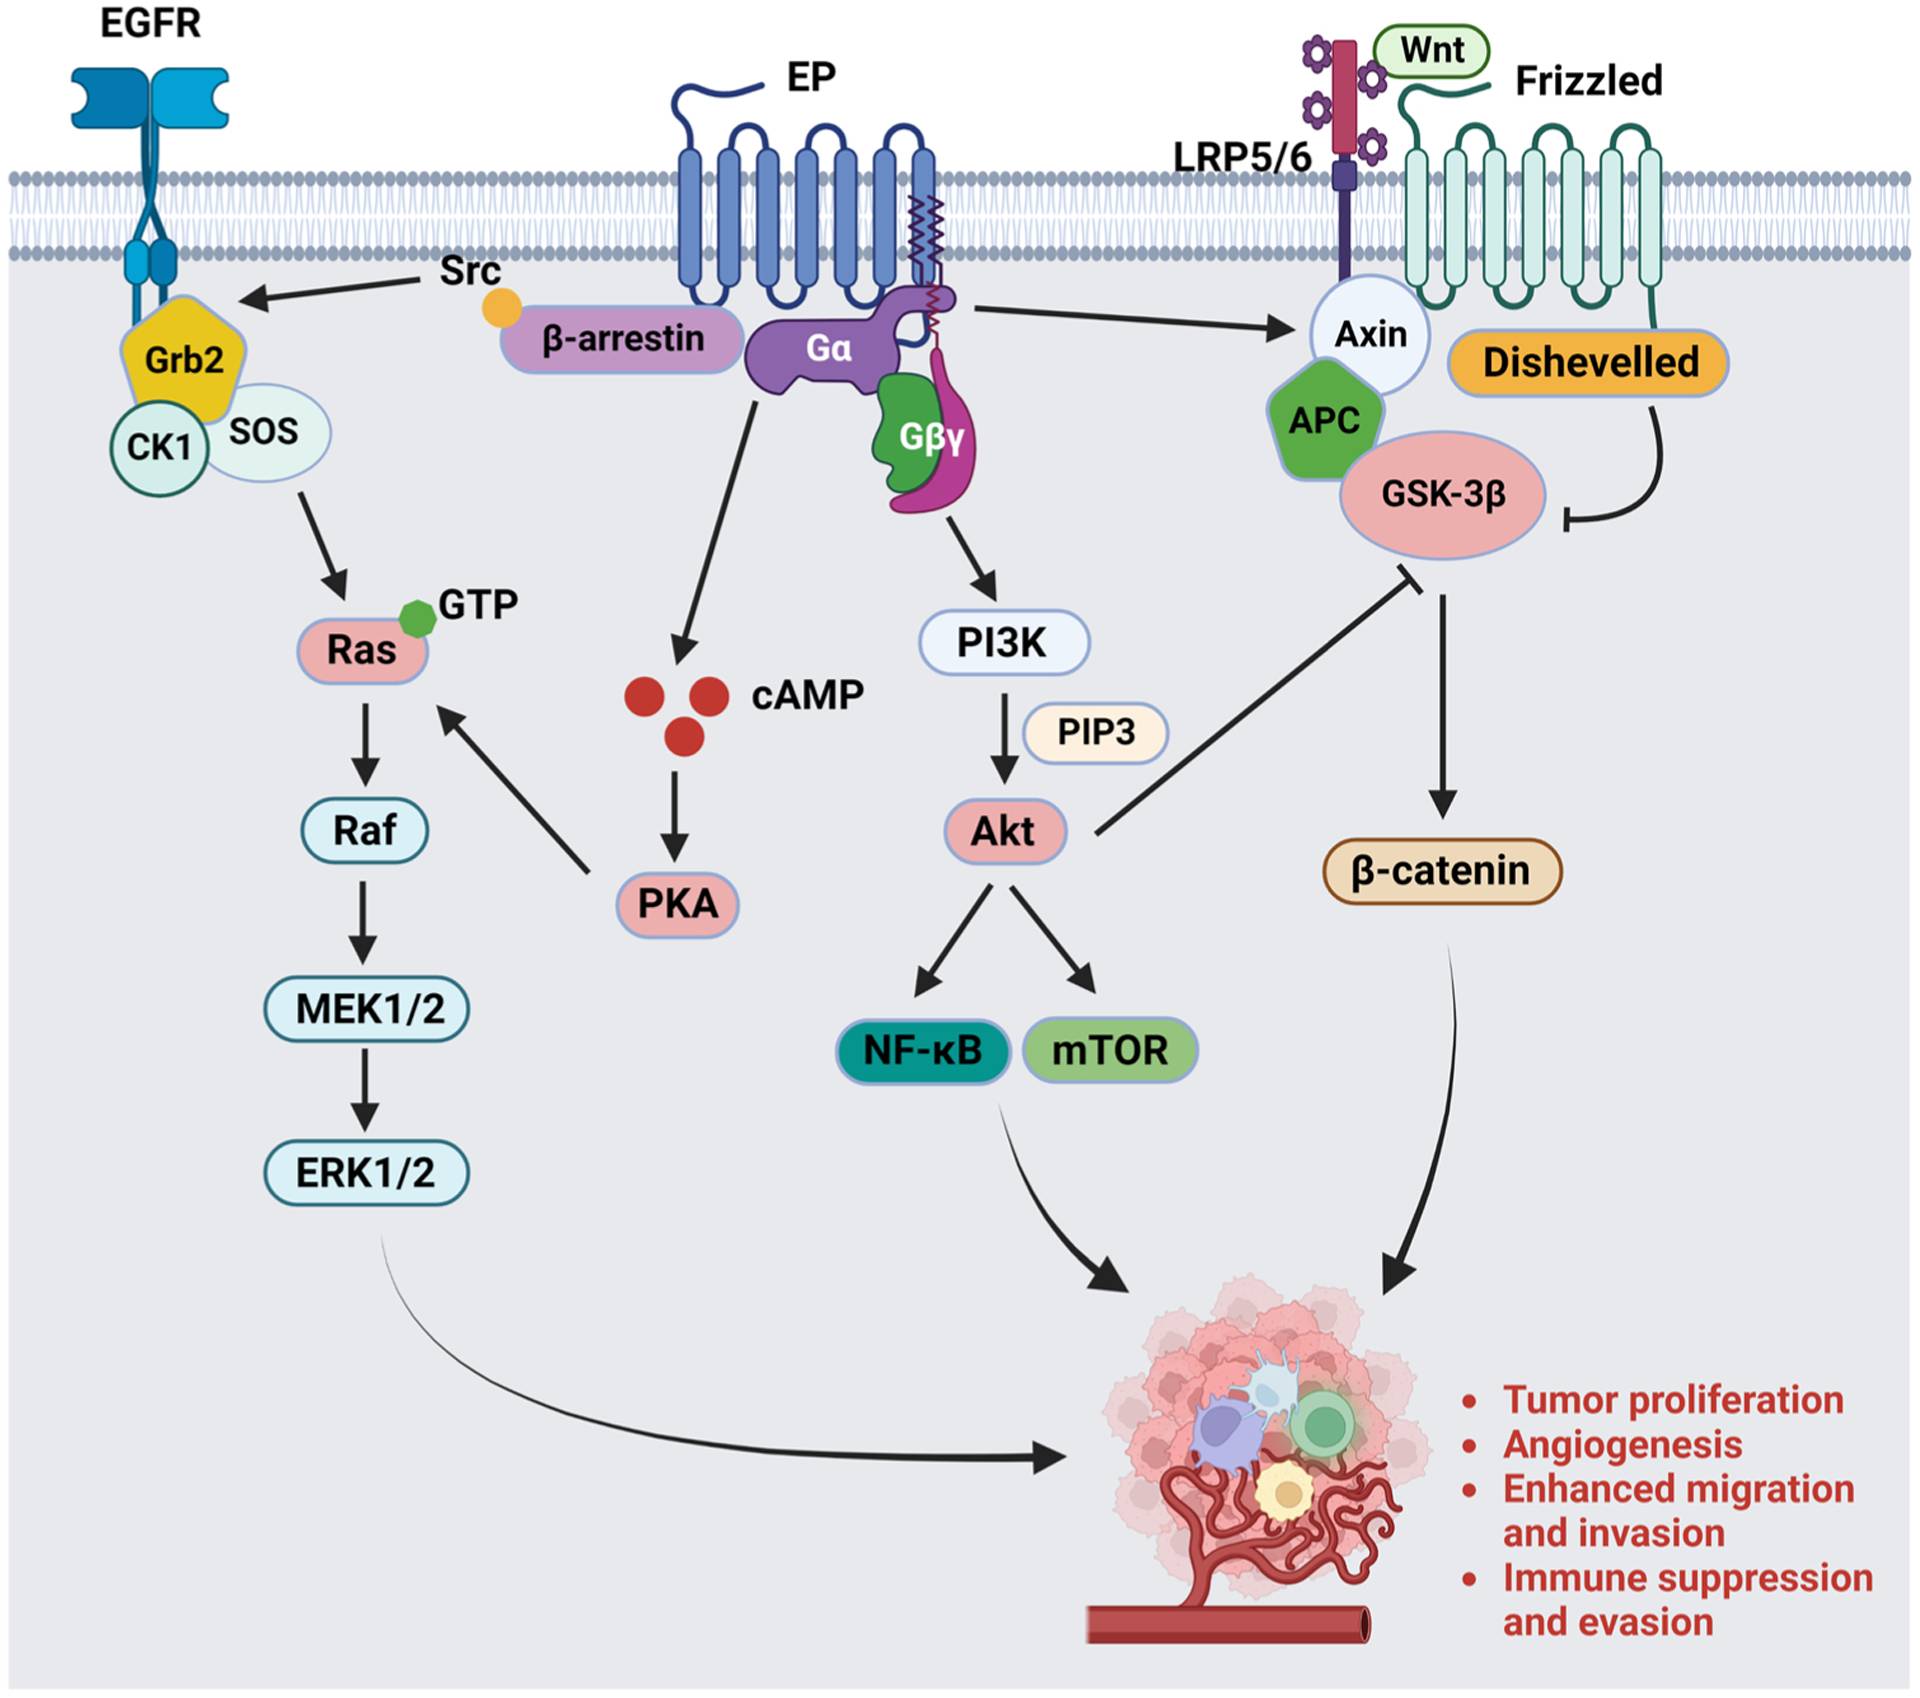 EGFR
EP
Wnt
Frizzled
LRP5/6
Src
β-arrestin
Gα
Gβγ
Axin
Dishevelled
APC
GSK-3β
Grb2
CK1
SOS
GTP
Ras
cAMP
PI3K
PIP3
Raf
Akt
PKA
β-catenin
MEK1/2
NF-κB
mTOR
ERK1/2
• Tumor proliferation
• Angiogenesis
• Enhanced migration
and invasion
• Immune suppression
and evasion